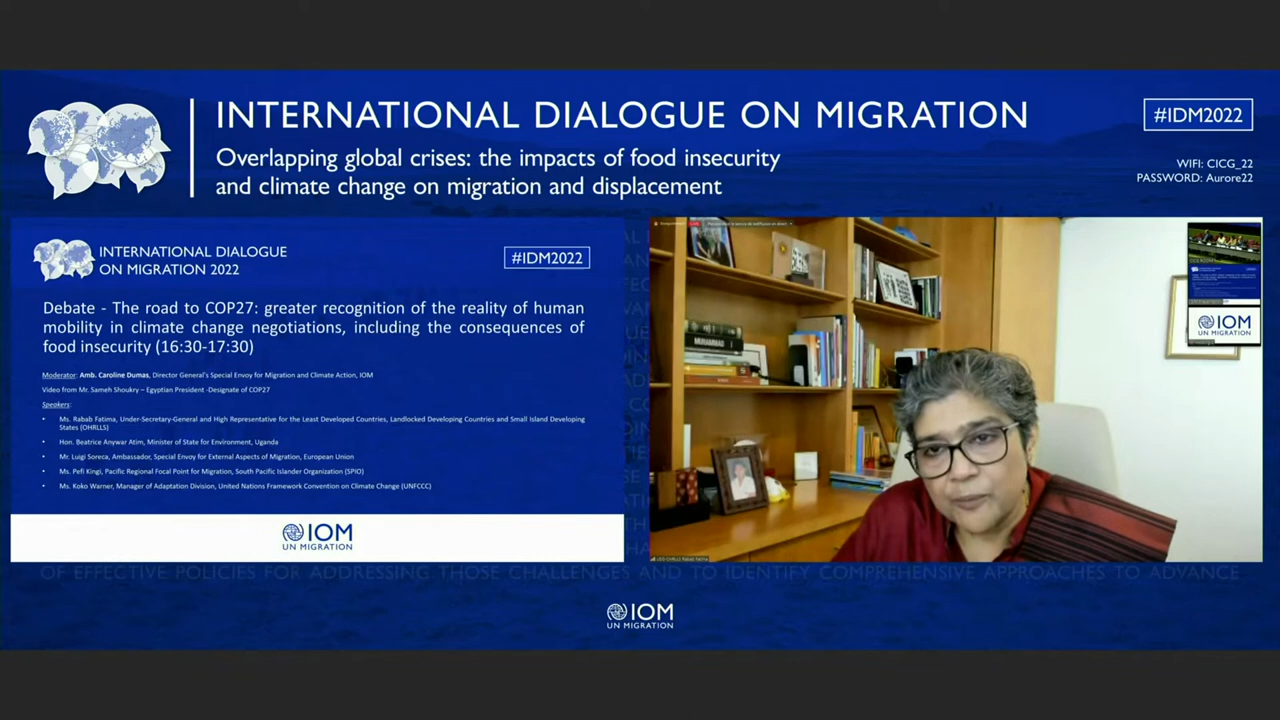 INTERNATIONAL DIALOGUE ON MIGRATION
Overlapping global crises: the impacts of food insecurity
and climate change on migration and displacement
#IDM2022
WIFI: CICG_22
PASSWORD: Aurore22
INTERNATIONAL DIALOGUE
ON MIGRATION 2022
#IDM2022
Debate - The road to COP27: greater recognition of the reality of human
mobility in climate change negotiations, including the consequences of
food insecurity (16:30-17:30)
Moderator: Amb. Caroline Dumas, Director General's Special Envoy for Migration and Climate Action, IOM
Video from Mr. Sameh Shoukry – Egyptian President -Designate of COP27
Speakers:
• Ms. Rabab Fatima, Under-Secretary-General and High Representative for the Least Developed Countries, Landlocked Developing Countries and Small Island Developing
States (OHRLLS)
• Hon. Beatrice Anywar Atim, Minister of State for Environment, Uganda
• Mr. Luigi Soreca, Ambassador, Special Envoy for External Aspects of Migration, European Union
• Ms. Pefi Kingi, Pacific Regional Focal Point for Migration, South Pacific Islander Organization (SPIO)
• Ms. Koko Warner, Manager of Adaptation Division, United Nations Framework Convention on Climate Change (UNFCCC)
IOM
UN MIGRATION
MUHAMMAD
IOM
UN MIGRATION
OF EFFECTIVE POLICIES FOR ADDRESSING THOSE CHALLENGES AND TO IDENTIFY COMPREHENSIVE APPROACHES TO ADVANCE
IOM
UN MIGRATION